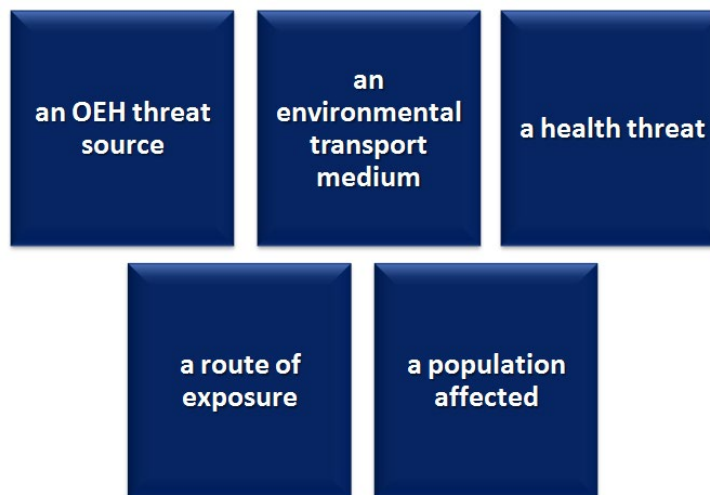 an OEH threat
source
an
environmental
transport
medium
a health threat
a route of
exposure
a population
affected